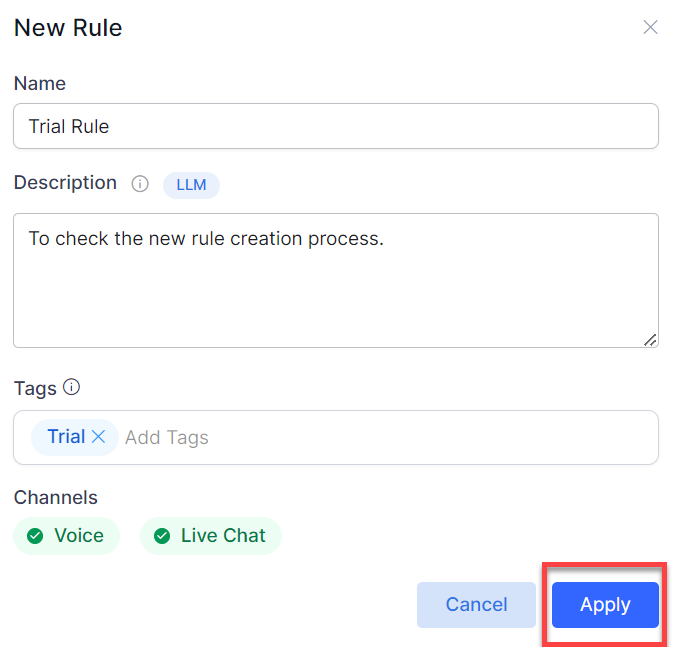 New Rule
Name
Trial Rule
Description LLM
To check the new rule creation process.
Tags
Trial Add Tags
Channels
Voice Live Chat
Cancel Apply